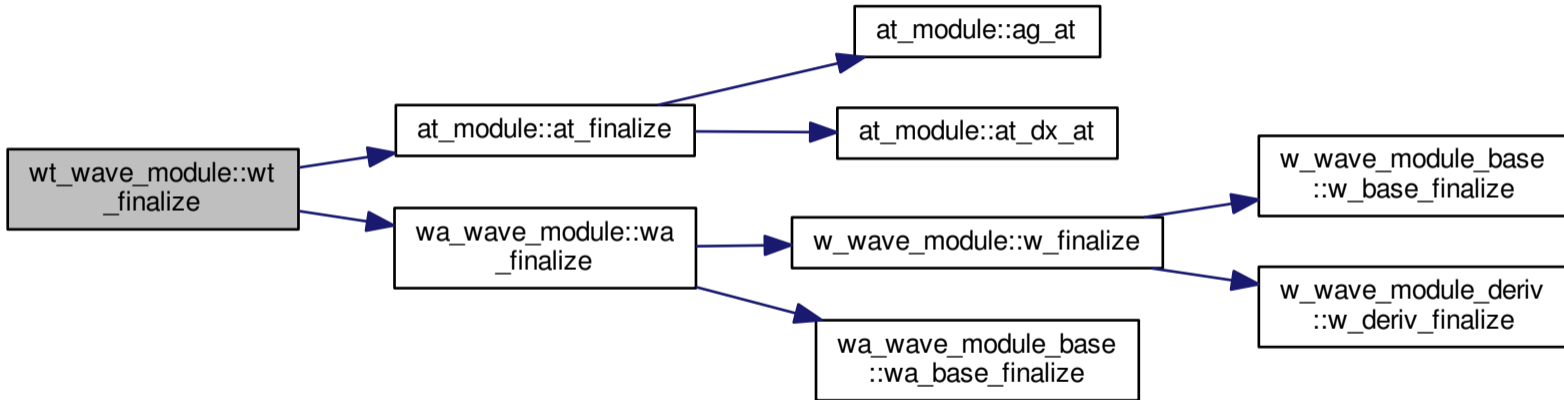 wt_wave_module::wt
_finalize
at_module::at_finalize
at_module::ag_at
at_module::at_dx_at
wa_wave_module::wa
_finalize
w_wave_module::w_finalize
w_wave_module_base
::w_base_finalize
w_wave_module_deriv
::w_deriv_finalize
wa_wave_module_base
::wa_base_finalize